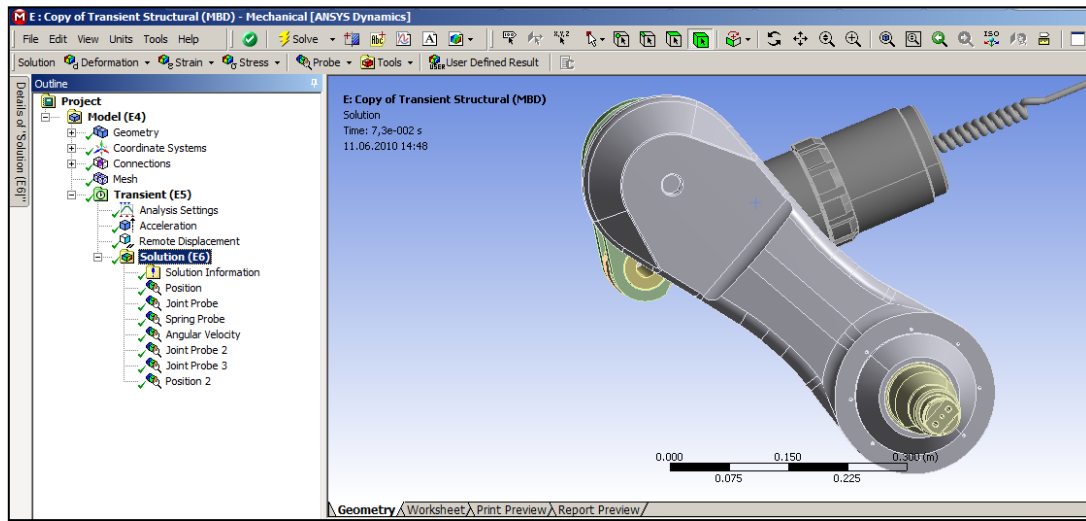 E : Copy of Transient Structural (MBD) - Mechanical [ANSYS Dynamics]
File Edit View Units Tools Help Solve
Solution Deformation Strain Stress Probe Tools User Defined Result
Details of "Solution (E6)"
Outline
Project
Model (E4)
Geometry
Coordinate Systems
Connections
Mesh
Transient (E5)
Analysis Settings
Acceleration
Remote Displacement
Solution (E6)
Solution Information
Position
Joint Probe
Spring Probe
Angular Velocity
Joint Probe 2
Joint Probe 3
Position 2
E: Copy of Transient Structural (MBD)
Solution
Time: 7,3e-002 s
11.06.2010 14:48
0.000 0.150 0.300 (m)
0.075 0.225
Geometry Worksheet Print Preview Report Preview